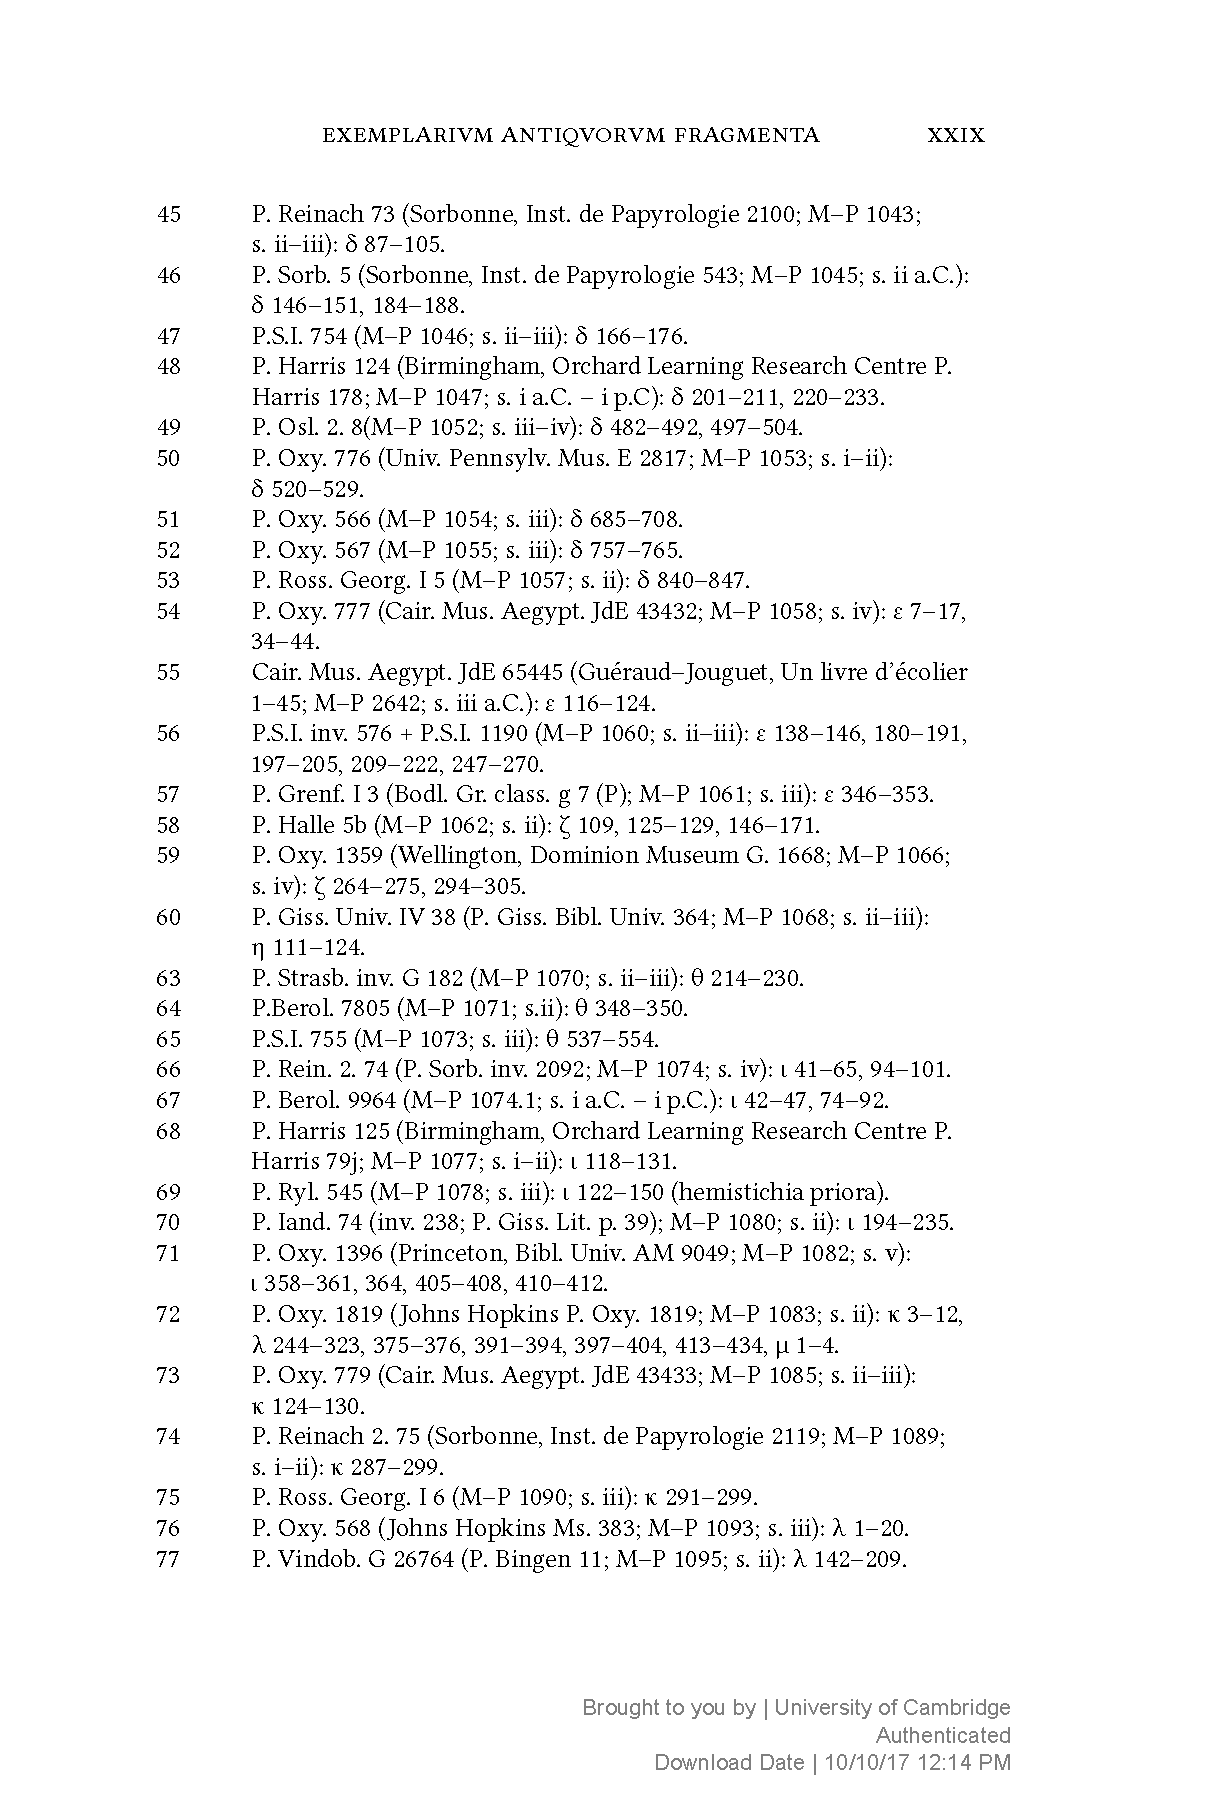 EXEMPLARIVM ANTIQVORVM FRAGMENTA XXIX
45 P. Reinach 73 (Sorbonne, Inst. de Papyrologie 2100; M–P 1043;
s. ii–iii): δ 87–105.
46 P. Sorb. 5 (Sorbonne, Inst. de Papyrologie 543; M–P 1045; s. ii a.C.):
δ 146–151, 184–188.
47 P.S.I. 754 (M–P 1046; s. ii–iii): δ 166–176.
48 P. Harris 124 (Birmingham, Orchard Learning Research Centre P.
Harris 178; M–P 1047; s. i a.C. – i p.C): δ 201–211, 220–233.
49 P. Osl. 2. 8(M–P 1052; s. iii–iv): δ 482–492, 497–504.
50 P. Oxy. 776 (Univ. Pennsylv. Mus. E 2817; M–P 1053; s. i–ii):
δ 520–529.
51 P. Oxy. 566 (M–P 1054; s. iii): δ 685–708.
52 P. Oxy. 567 (M–P 1055; s. iii): δ 757–765.
53 P. Ross. Georg. I 5 (M–P 1057; s. ii): δ 840–847.
54 P. Oxy. 777 (Cair. Mus. Aegypt. JdE 43432; M–P 1058; s. iv): ε 7–17,
34–44.
55 Cair. Mus. Aegypt. JdE 65445 (Guéraud–Jouguet, Un livre d’écolier
1–45; M–P 2642; s. iii a.C.): ε 116–124.
56 P.S.I. inv. 576 + P.S.I. 1190 (M–P 1060; s. ii–iii): ε 138–146, 180–191,
197–205, 209–222, 247–270.
57 P. Grenf. I 3 (Bodl. Gr. class. g 7 (P); M–P 1061; s. iii): ε 346–353.
58 P. Halle 5b (M–P 1062; s. ii): ζ 109, 125–129, 146–171.
59 P. Oxy. 1359 (Wellington, Dominion Museum G. 1668; M–P 1066;
s. iv): ζ 264–275, 294–305.
60 P. Giss. Univ. IV 38 (P. Giss. Bibl. Univ. 364; M–P 1068; s. ii–iii):
η 111–124.
63 P. Strasb. inv. G 182 (M–P 1070; s. ii–iii): θ 214–230.
64 P.Berol. 7805 (M–P 1071; s.ii): θ 348–350.
65 P.S.I. 755 (M–P 1073; s. iii): θ 537–554.
66 P. Rein. 2. 74 (P. Sorb. inv. 2092; M–P 1074; s. iv): ι 41–65, 94–101.
67 P. Berol. 9964 (M–P 1074.1; s. i a.C. – i p.C.): ι 42–47, 74–92.
68 P. Harris 125 (Birmingham, Orchard Learning Research Centre P.
Harris 79j; M–P 1077; s. i–ii): ι 118–131.
69 P. Ryl. 545 (M–P 1078; s. iii): ι 122–150 (hemistichia priora).
70 P. Iand. 74 (inv. 238; P. Giss. Lit. p. 39); M–P 1080; s. ii): ι 194–235.
71 P. Oxy. 1396 (Princeton, Bibl. Univ. AM 9049; M–P 1082; s. v):
ι 358–361, 364, 405–408, 410–412.
72 P. Oxy. 1819 (Johns Hopkins P. Oxy. 1819; M–P 1083; s. ii): κ 3–12,
λ 244–323, 375–376, 391–394, 397–404, 413–434, μ 1–4.
73 P. Oxy. 779 (Cair. Mus. Aegypt. JdE 43433; M–P 1085; s. ii–iii):
κ 124–130.
74 P. Reinach 2. 75 (Sorbonne, Inst. de Papyrologie 2119; M–P 1089;
s. i–ii): κ 287–299.
75 P. Ross. Georg. I 6 (M–P 1090; s. iii): κ 291–299.
76 P. Oxy. 568 (Johns Hopkins Ms. 383; M–P 1093; s. iii): λ 1–20.
77 P. Vindob. G 26764 (P. Bingen 11; M–P 1095; s. ii): λ 142–209.
Brought to you by | University of Cambridge
Authenticated
Download Date | 10/10/17 12:14 PM